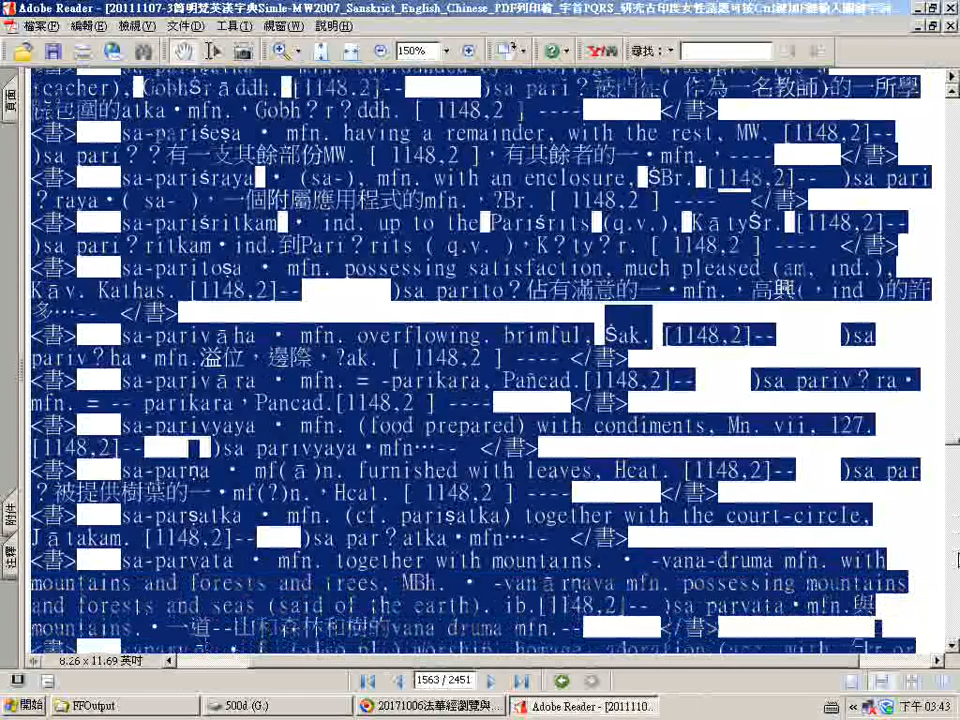 Adobe Reader - [20111107-3簡明梵英漢字典Simle-MW2007_Sanskrict_English_Chinese_PDF列印檔_字首PQRS_研究古印度女性議題可按Ctrl鍵加F鍵輸入關鍵字詞
檔案(F) 編輯(E) 檢視(V) 文件(D) 工具(T) 視窗(W) 說明(H)
150% 尋找：
頁面
teacher), GobhŚrāddh. [1148,2]-- )sa pari？被門徒( 作為一名教師)的一所學
院包圍的atka‧mfn. Gobh？r？ddh. [ 1148,2 ] ---- </書>
<書> sa-pariśeṣa ‧ mfn. having a remainder, with the rest, MW. [1148,2]--
)sa pari？？有一支其餘部份MW. [ 1148,2 ]，有其餘者的一‧mfn., ---- </書>
<書> sa-pariśraya ‧ (sa-), mfn. with an enclosure, ŚBr. [1148,2]-- )sa pari
？raya‧( sa- )，一個附屬應用程式的mfn.，?Br. [ 1148,2 ] ---- </書>
<書> sa-pariśritkam ‧ ind. up to the Pariśrits (q.v.), KātyŚr. [1148,2]--
)sa pari？ritkam‧ind.到Pari？rits ( q.v. )，K？ty？r. [ 1148,2 ] ---- </書>
<書> sa-paritoṣa ‧ mfn. possessing satisfaction, much pleased (am, ind.),
Kāv. Kathas. [1148,2]-- )sa parito？佔有滿意的一‧mfn.，高興(，ind )的許
多…-- </書>
<書> sa-parivāha ‧ mfn. overflowing. brimful, Śak. [1148,2]-- )sa
pariv？ha‧mfn.溢位，邊際，?ak. [ 1148,2 ] ---- </書>
<書> sa-parivāra ‧ mfn. = -parikara, Pañcad.[1148,2]-- )sa pariv？ra‧
mfn. = -- parikara，Pancad.[1148,2 ] ---- </書>
<書> sa-parivyaya ‧ mfn. (food prepared) with condiments, Mn. vii, 127.
[1148,2]-- )sa parivyaya‧mfn…-- </書>
<書> sa-parṇa ‧ mf(ā)n. furnished with leaves, Hcat. [1148,2]-- )sa par
？被提供樹葉的一‧mf(?)n.，Hcat. [ 1148,2 ] ---- </書>
<書> sa-parṣatka ‧ mfn. (cf. pariṣatka) together with the court-circle,
Jātakam. [1148,2]-- )sa par？atka‧mfn…-- </書>
<書> sa-parvata ‧ mfn. together with mountains. ‧ -vana-druma mfn. with
mountains and forests and trees, MBh. ‧ -vanārnava mfn. possessing mountains
and forests and seas (said of the earth). ib.[1148,2]-- )sa parvata‧mfn.與
mountains.‧一道--山和森林和樹的vana druma mfn.-- </書>
附件
注釋
8.26 x 11.69 英吋
1563 / 2451
開始 FFOutput 500d (G:) 20171006法華經瀏覽與... Adobe Reader - [2011110... 下午 03:43